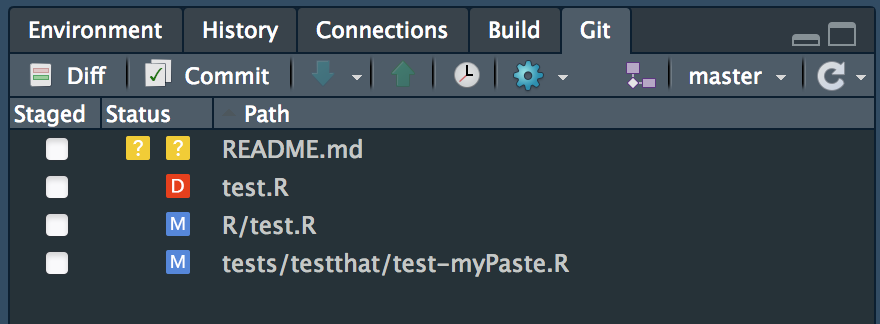 Environment History Connections Build Git
Diff Commit master
Staged Status Path
? ? README.md
D test.R
M R/test.R
M tests/testthat/test-myPaste.R